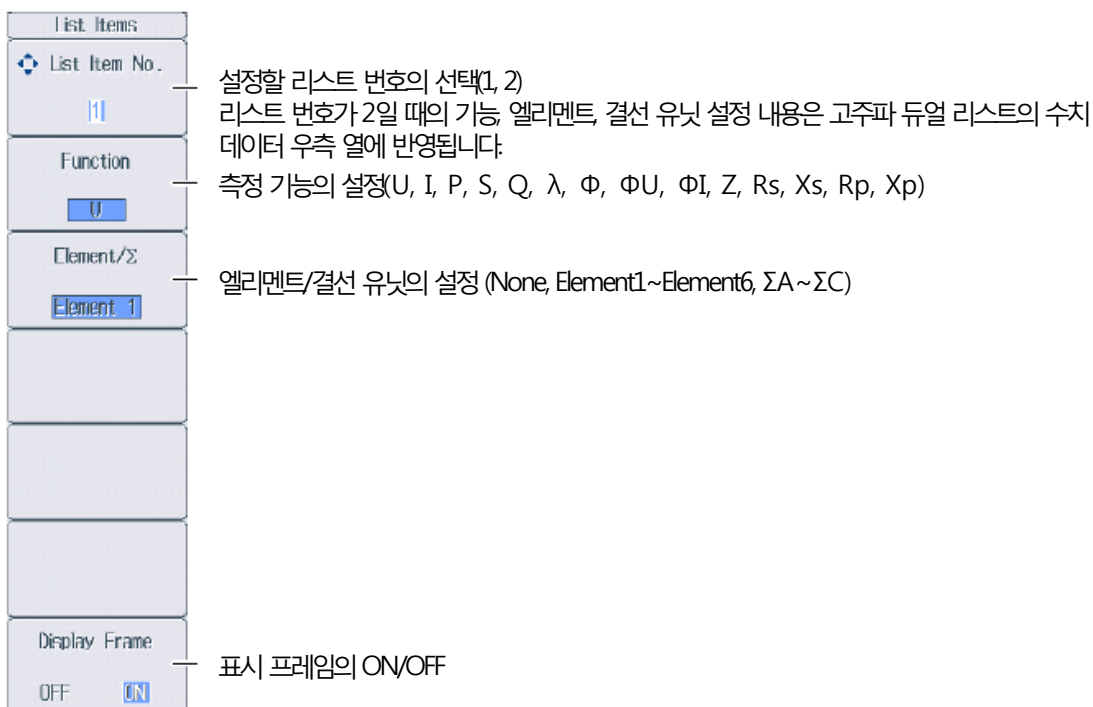 List Items
List Item No.
1
설정할 리스트 번호의 선택(1, 2)
리스트 번호가 2일 때의 기능, 엘리먼트, 결선 유닛 설정 내용은 고주파 듀얼 리스트의 수치
데이터 우측 열에 반영됩니다.
Function
U
측정 기능의 설정(U, I, P, S, Q, λ, Φ, ΦU, ΦI, Z, Rs, Xs, Rp, Xp)
Element/Σ
Element 1
엘리멘트/결선 유닛의 설정 (None, Element1~Element6, ΣA~ΣC)
Display Frame
OFF ON
표시 프레임의 ON/OFF